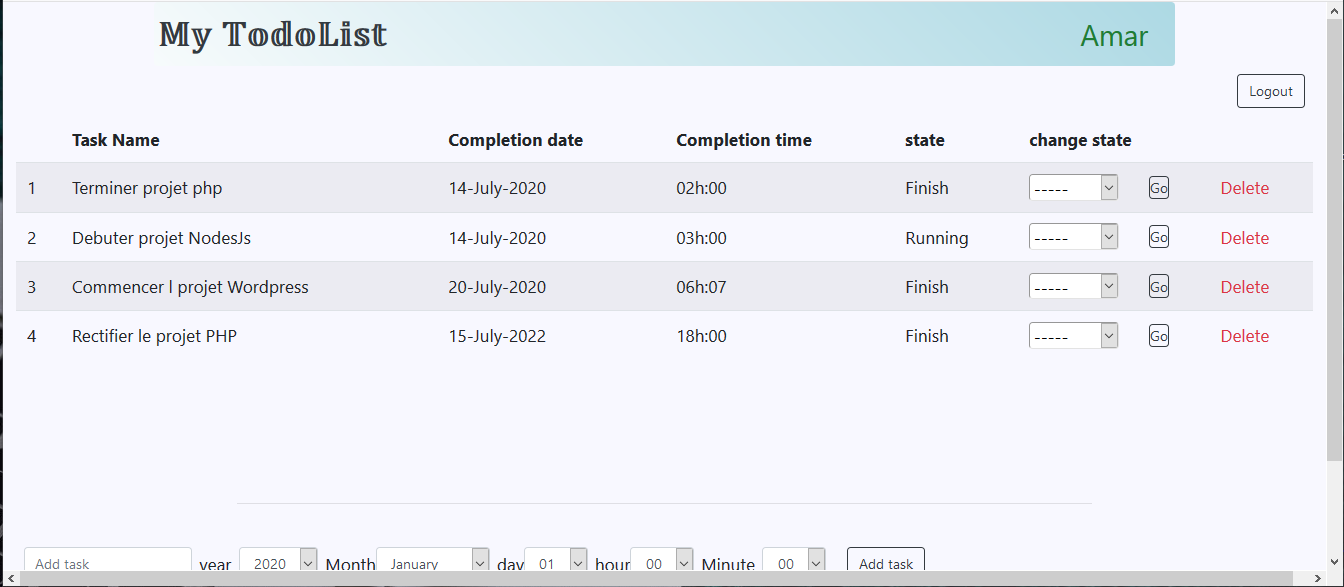 My TodoList Amar
Logout
Task Name Completion date Completion time state change state
1 Terminer projet php 14-July-2020 02h:00 Finish ----- Go Delete
2 Debuter projet NodesJs 14-July-2020 03h:00 Running ----- Go Delete
3 Commencer l projet Wordpress 20-July-2020 06h:07 Finish ----- Go Delete
4 Rectifier le projet PHP 15-July-2022 18h:00 Finish ----- Go Delete
Add task year 2020 Month January day 01 hour 00 Minute 00 Add task